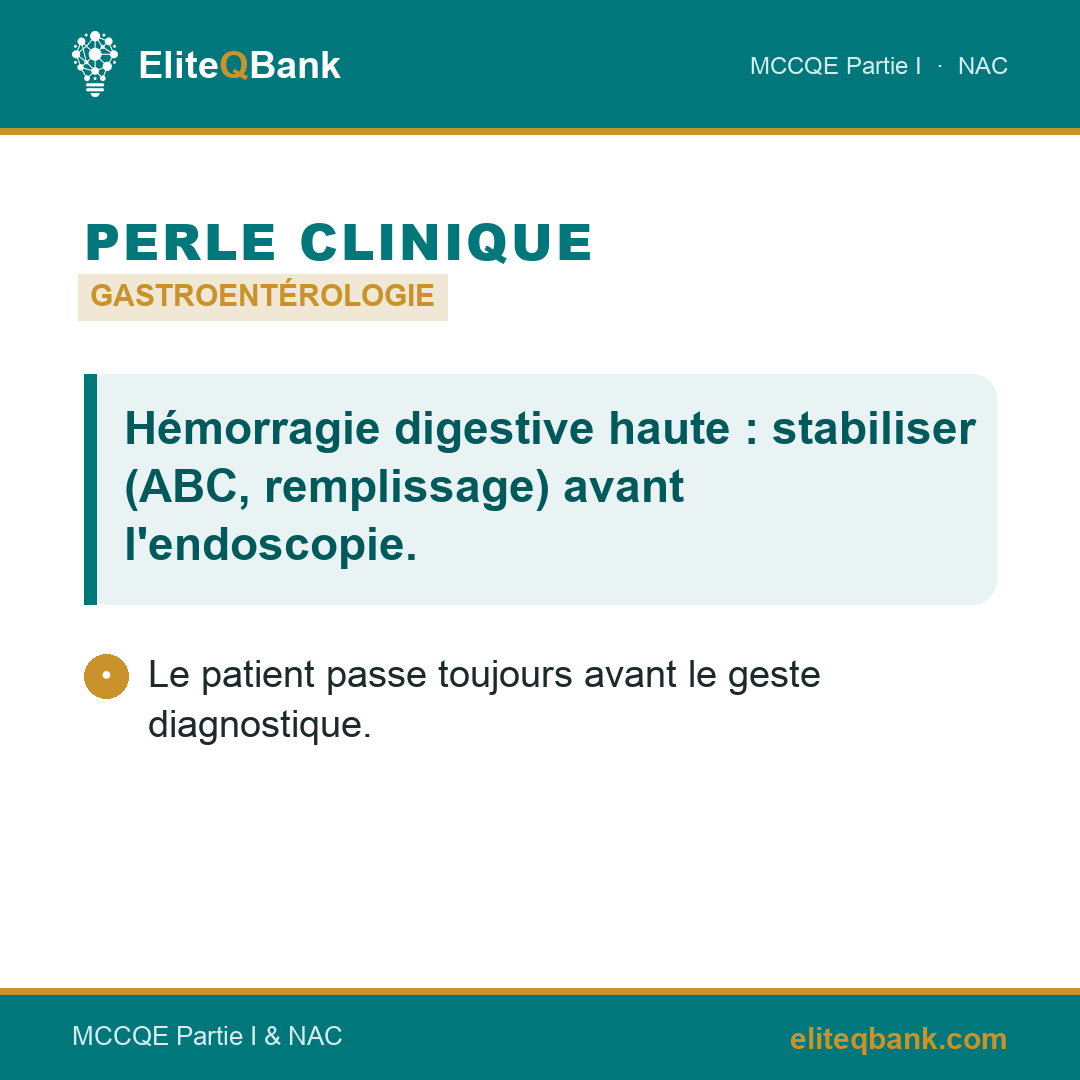 EliteQBank
MCCQE Partie I · NAC
PERLE CLINIQUE
GASTROENTÉROLOGIE
Hémorragie digestive haute : stabiliser
(ABC, remplissage) avant
l'endoscopie.
Le patient passe toujours avant le geste
diagnostique.
MCCQE Partie I & NAC
eliteqbank.com